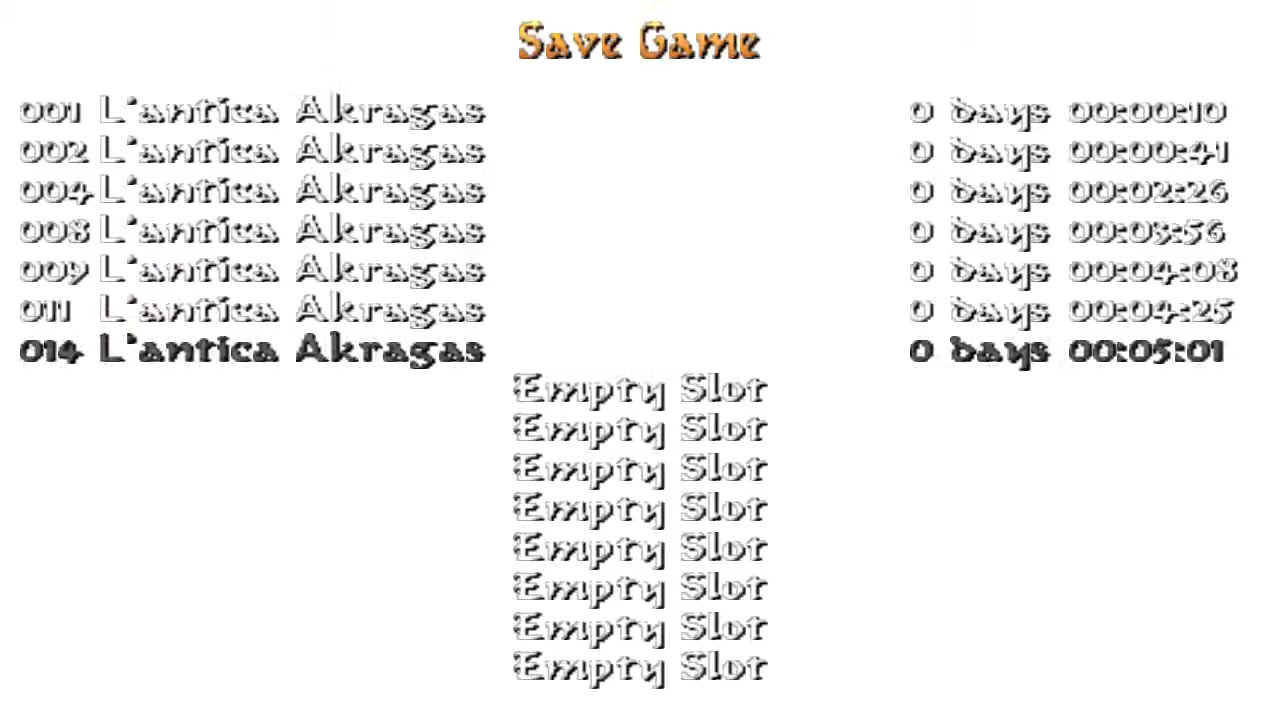 Save Game
001 L'antica Akragas 0 days 00:00:10
002 L'antica Akragas 0 days 00:00:41
004 L'antica Akragas 0 days 00:02:26
008 L'antica Akragas 0 days 00:03:56
009 L'antica Akragas 0 days 00:04:08
011 L'antica Akragas 0 days 00:04:25
014 L'antica Akragas 0 days 00:05:01
Empty Slot
Empty Slot
Empty Slot
Empty Slot
Empty Slot
Empty Slot
Empty Slot
Empty Slot